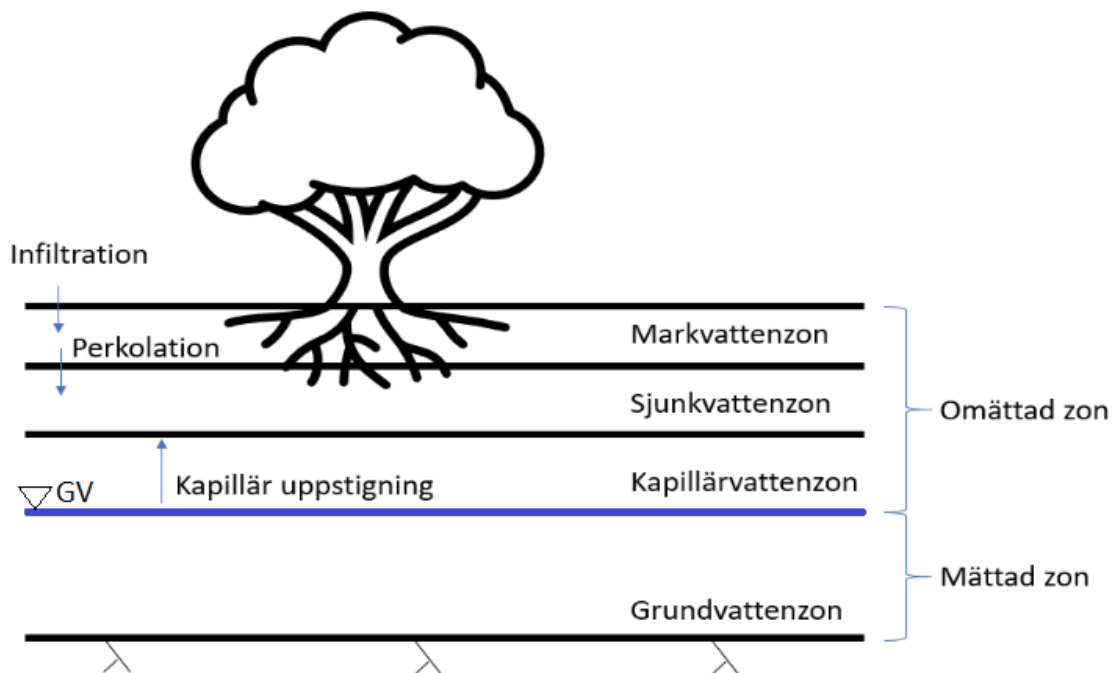 Infiltration
Markvattenzon
Perkolation
Sjunkvattenzon
Omättad zon
Kapillär uppstigning
Kapillärvattenzon
GV
Mättad zon
Grundvattenzon